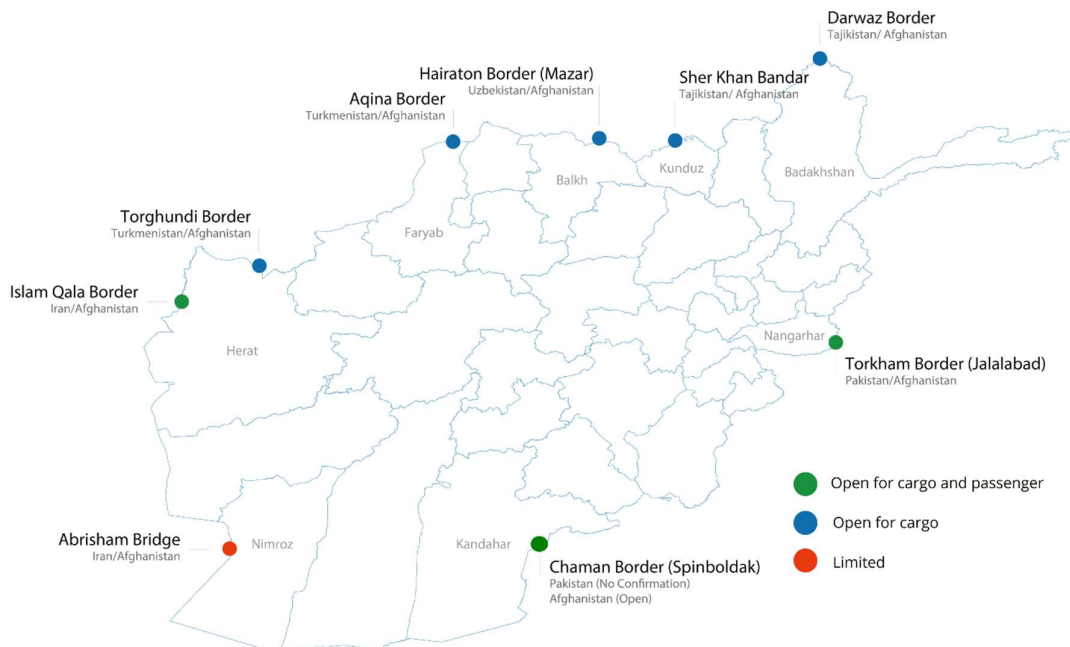 Darwaz Border
Tajikistan/ Afghanistan
Hairaton Border (Mazar)
Uzbekistan/Afghanistan
Sher Khan Bandar
Tajikistan/ Afghanistan
Aqina Border
Turkmenistan/Afghanistan
Kunduz
Badakhshan
Balkh
Torghundi Border
Turkmenistan/Afghanistan
Faryab
Islam Qala Border
Iran/Afghanistan
Herat
Nangarhar
Torkham Border (Jalalabad)
Pakistan/Afghanistan
Open for cargo and passenger
Open for cargo
Limited
Abrisham Bridge
Iran/Afghanistan
Nimroz
Kandahar
Chaman Border (Spinboldak)
Pakistan (No Confirmation)
Afghanistan (Open)